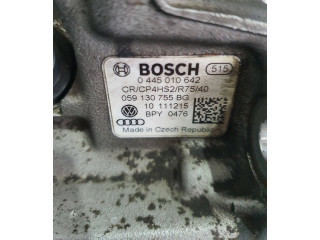 BOSCH 515
0 445 010 642
CR/CP4HS2/R75/40
059 130 755 BG
10 111215
BPY 0476
Made in Czech Republic